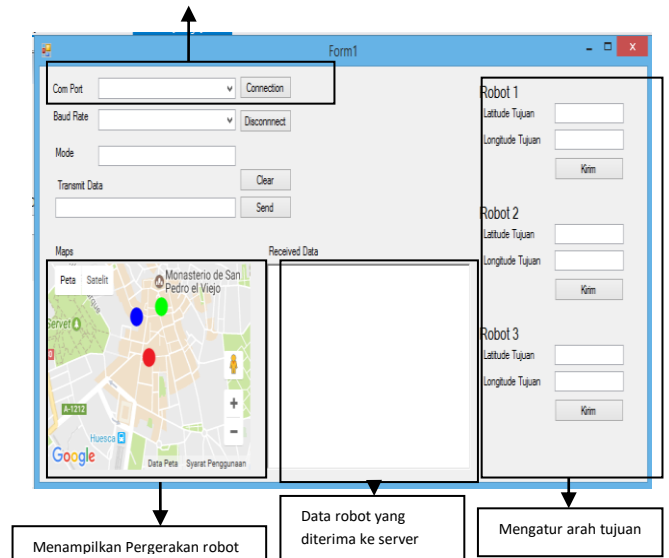 Form1
Com Port
Connection
Baud Rate
Disconnnect
Mode
Transmit Data
Clear
Send
Maps
Received Data
Peta Satelit
Monasterio de San
Pedro el Viejo
Servet
A-1212
Huesca
Google
Data Peta Syarat Penggunaan
Robot 1
Latitude Tujuan
Longitude Tujuan
Kirim
Robot 2
Latitude Tujuan
Longitude Tujuan
Kirim
Robot 3
Latitude Tujuan
Longitude Tujuan
Kirim
Menampilkan Pergerakan robot
Data robot yang
diterima ke server
Mengatur arah tujuan